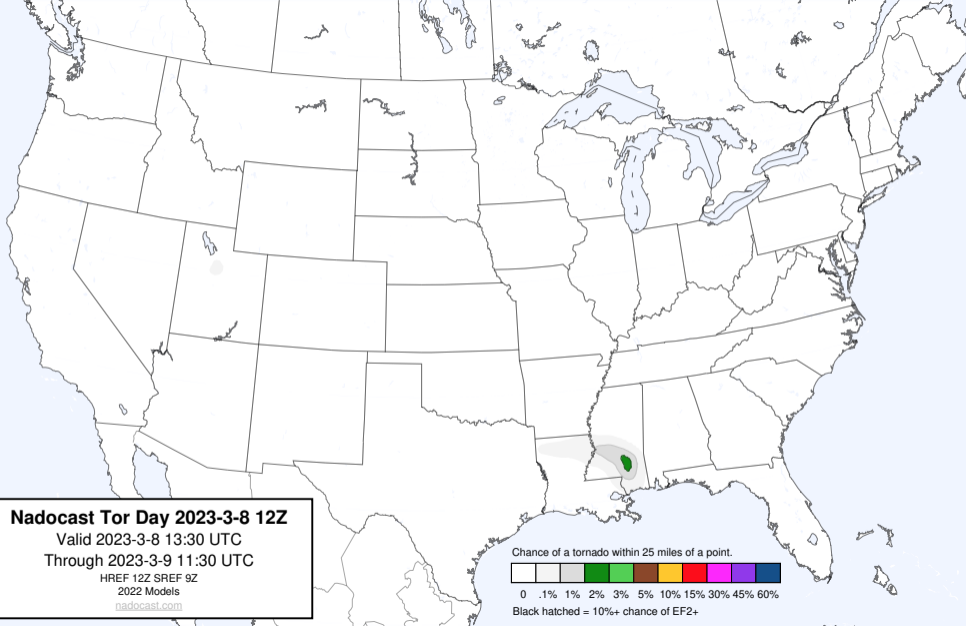 Nadocast Tor Day 2023-3-8 12Z
Valid 2023-3-8 13:30 UTC
Through 2023-3-9 11:30 UTC
HREF 12Z SREF 9Z
2022 Models
nadocast.com
Chance of a tornado within 25 miles of a point.
0 .1% 1% 2% 3% 5% 10% 15% 30% 45% 60%
Black hatched = 10%+ chance of EF2+